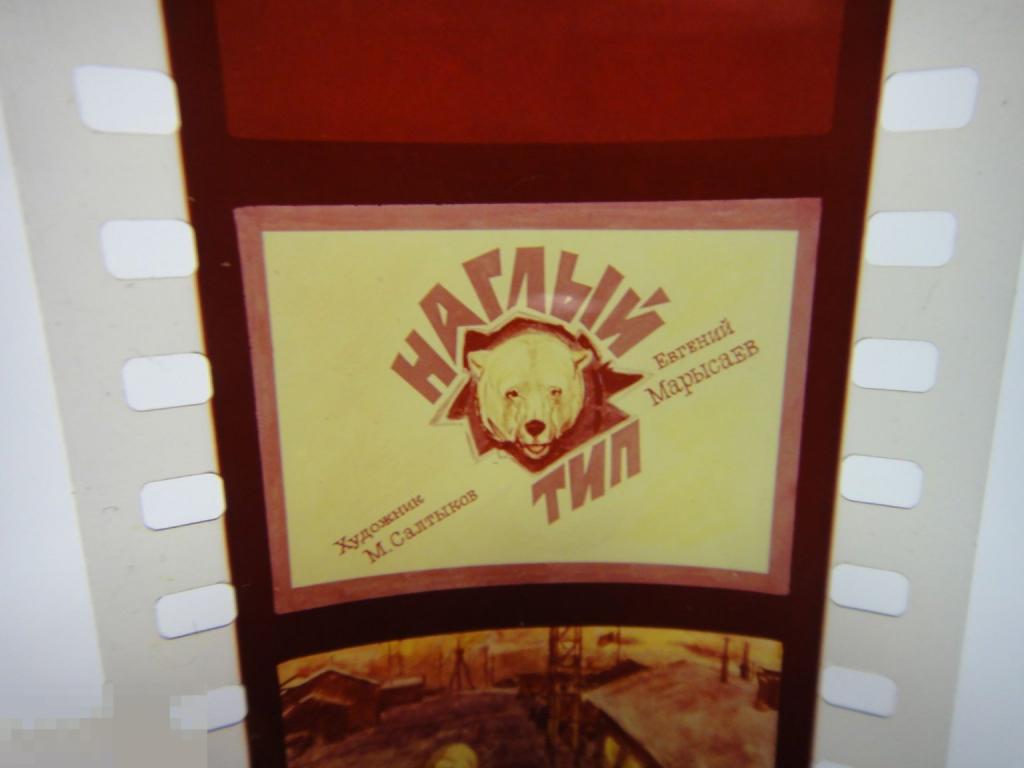 НАГЛЫЙ
ТИП
Евгений
Марысаев
Художник
М. Салтыков